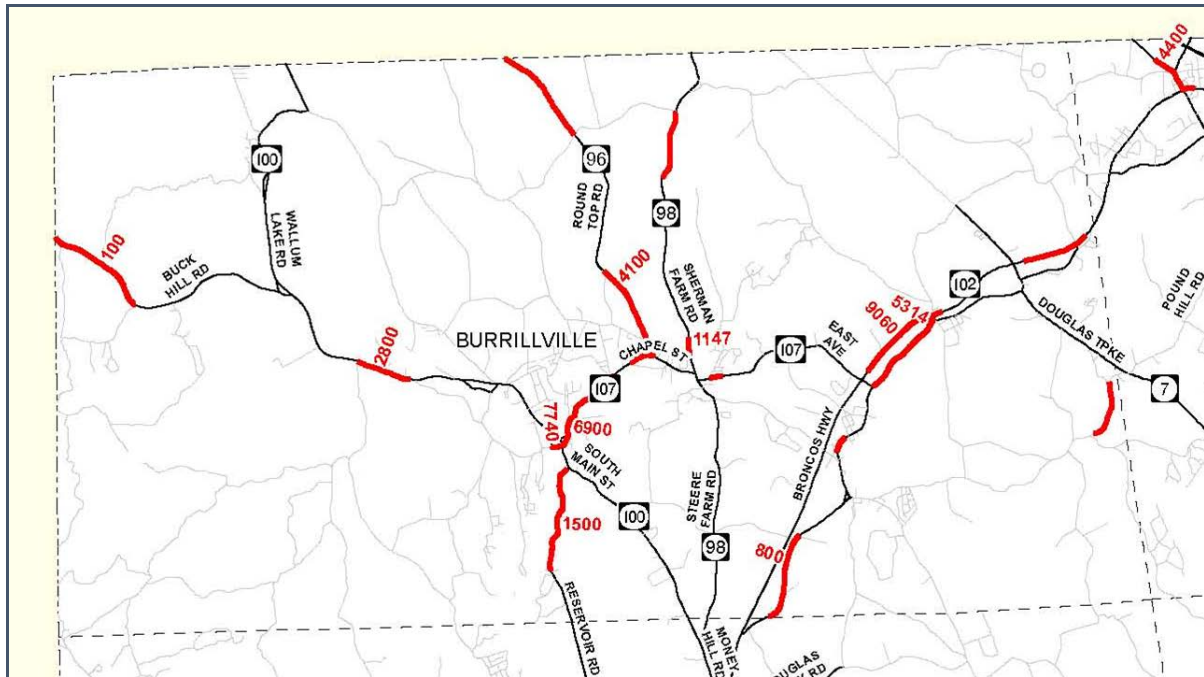 4400
100
96
ROUND
TOP RD
98
WALLUM
LAKE RD
100
BUCK
HILL RD
4100
SHERMAN
FARM RD
102
5314
9060
POUND
HILL RD
DOUGLAS TPKE
BURRILLVILLE
2800
CHAPEL ST
1147
EAST
AVE
107
7
107
7740
6900
SOUTH
MAIN ST
BRONCOS HWY
STEERE
FARM RD
1500
100
98
800
RESERVOIR RD
MONEY
HILL RD